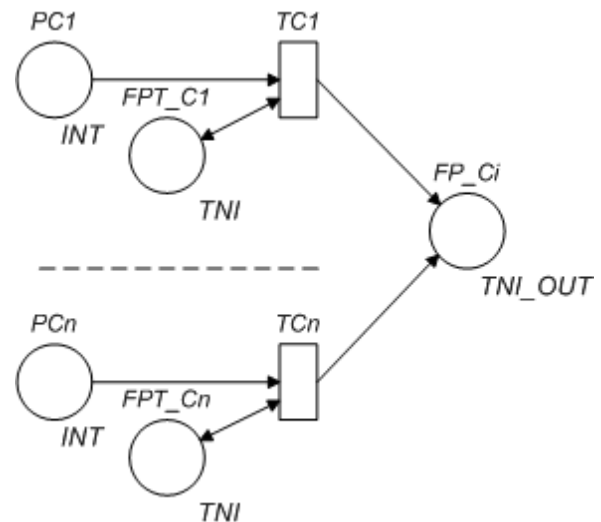 PC1
TC1
FPT_C1
INT
TNI
FP_Ci
TNI_OUT
PCn
TCn
FPT_Cn
INT
TNI